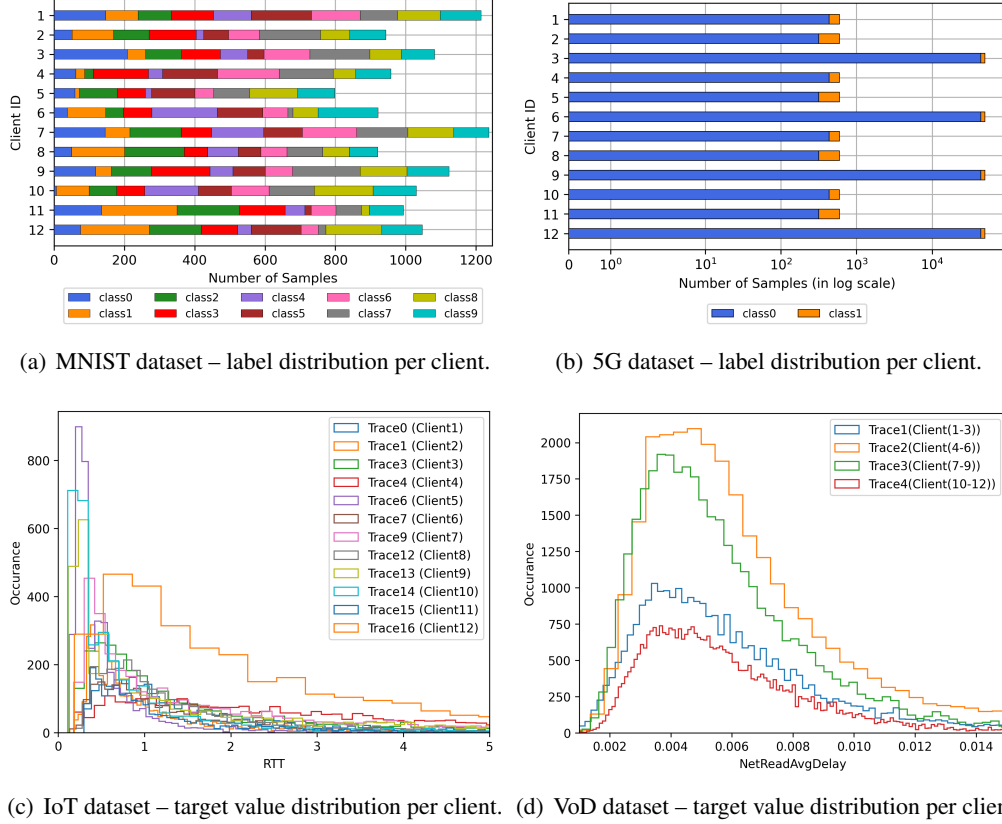 1
2
3
4
5
6
7
8
9
10
11
12
Client ID
0
200
400
600
800
1000
1200
Number of Samples
class0
class2
class4
class6
class8
class1
class3
class5
class7
class9
(a) MNIST dataset – label distribution per client.
1
2
3
4
5
6
7
8
9
10
11
12
Client ID
0
10^0
10^1
10^2
10^3
10^4
Number of Samples (in log scale)
class0
class1
(b) 5G dataset – label distribution per client.
800
600
400
200
0
Occurance
Trace0 (Client1)
Trace1 (Client2)
Trace3 (Client3)
Trace4 (Client4)
Trace6 (Client5)
Trace7 (Client6)
Trace9 (Client7)
Trace12 (Client8)
Trace13 (Client9)
Trace14 (Client10)
Trace15 (Client11)
Trace16 (Client12)
0
1
2
3
4
5
RTT
(c) IoT dataset – target value distribution per client.
2000
1750
1500
1250
1000
750
500
250
0
Occurance
Trace1(Client(1-3))
Trace2(Client(4-6))
Trace3(Client(7-9))
Trace4(Client(10-12))
0.002
0.004
0.006
0.008
0.010
0.012
0.014
NetReadAvgDelay
(d) VoD dataset – target value distribution per clien